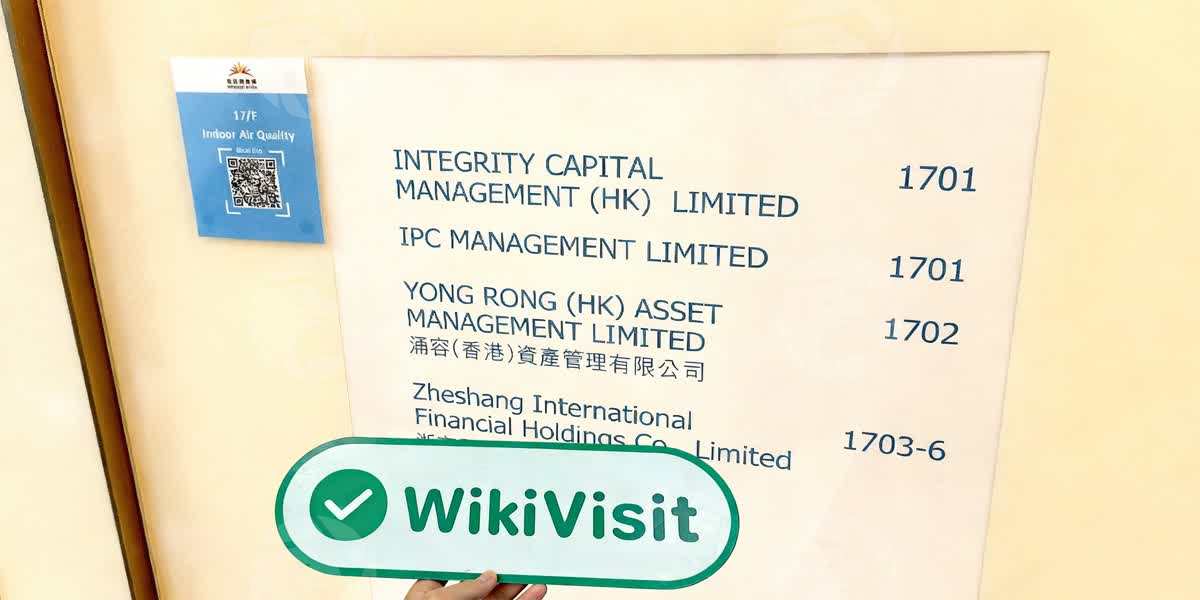 17/F
Indoor Air Quality
INTEGRITY CAPITAL
MANAGEMENT (HK) LIMITED
1701
IPC MANAGEMENT LIMITED
1701
YONG RONG (HK) ASSET
MANAGEMENT LIMITED
涌容(香港)資產管理有限公司
1702
Zheshang International
Financial Holdings Co., Limited
1703-6
WikiVisit